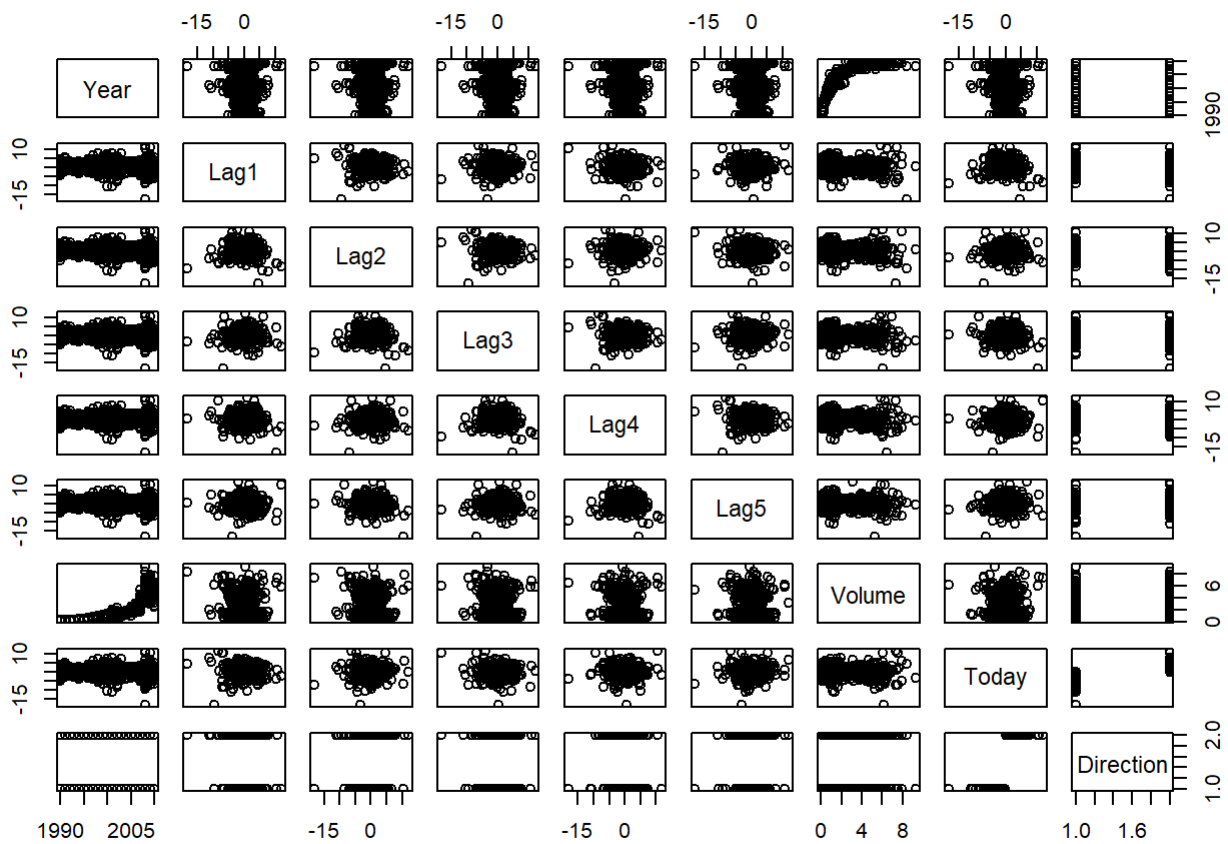 -15 0 -15 0 -15 0 -15 0
Year 1990
-15 10 Lag1
Lag2 -15 10
-15 10 Lag3
Lag4 -15 10
-15 10 Lag5
Volume 0 6
-15 10 Today
Direction 1.0 2.0
1990 2005 -15 0 -15 0 0 4 8 1.0 1.6